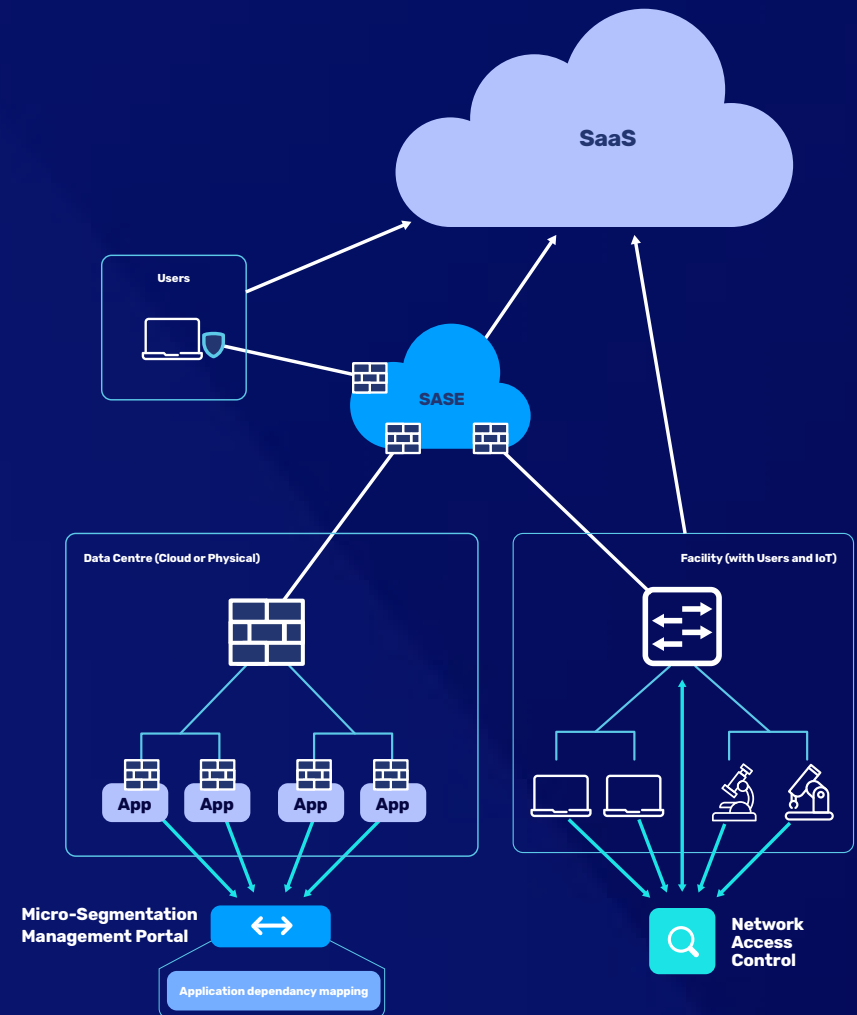 SaaS
Users
SASE
Data Centre (Cloud or Physical)
Facility (with Users and IoT)
App
App
App
App
Micro-Segmentation
Management Portal
Network
Access
Control
Application dependancy mapping